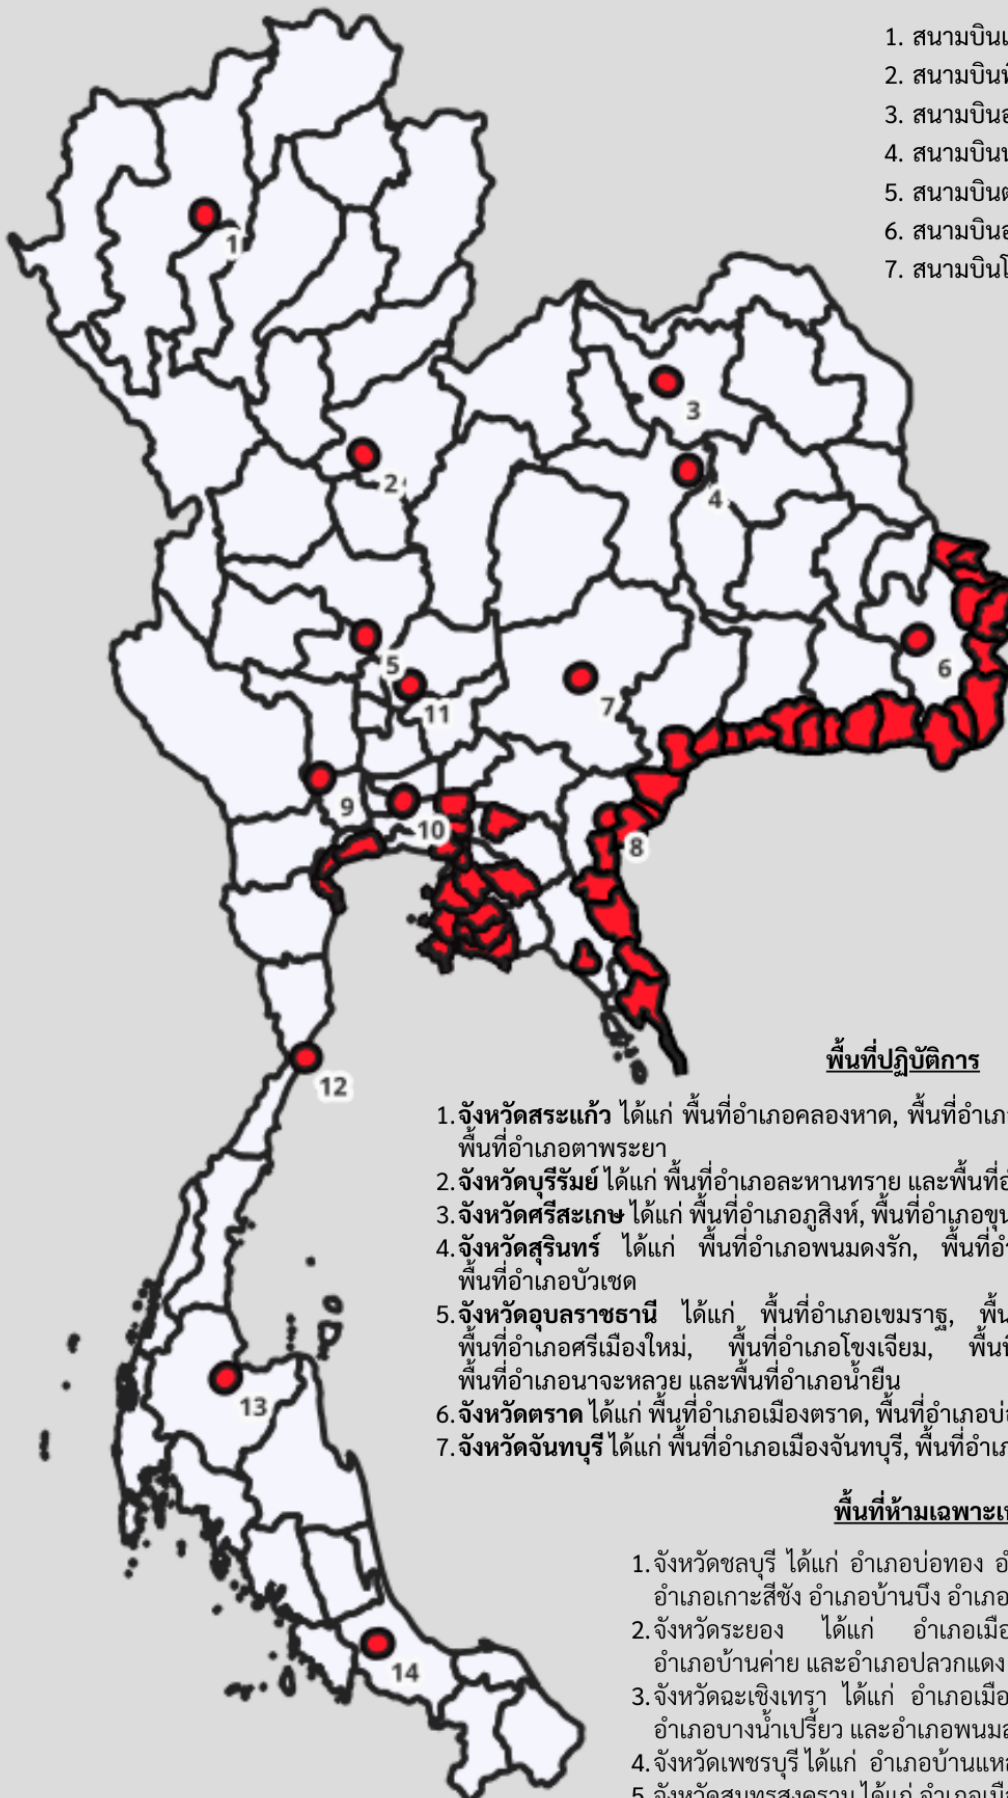 1. สนามบิน
2. สนามบิน
3. สนามบิน
4. สนามบิน
5. สนามบิน
6. สนามบิน
7. สนามบิน
1
3
2
4
5
6
11
7
9
10
8
12
พื้นที่ปฏิบัติการ
1. จังหวัดสระแก้ว ได้แก่ พื้นที่อำเภอคลองหาด, พื้นที่อำเภ
พื้นที่อำเภอตาพระยา
2. จังหวัดบุรีรัมย์ ได้แก่ พื้นที่อำเภอละหานทราย และพื้นที่
3. จังหวัดศรีสะเกษ ได้แก่ พื้นที่อำเภอภูสิงห์, พื้นที่อำเภอขุน
4. จังหวัดสุรินทร์ ได้แก่ พื้นที่อำเภอพนมดงรัก, พื้นที่
พื้นที่อำเภอบัวเชด
5. จังหวัดอุบลราชธานี ได้แก่ พื้นที่อำเภอเขมราฐ,
พื้นที่อำเภอศรีเมืองใหม่, พื้นที่อำเภอโขงเจียม,
พื้นที่อำเภอนาจะหลวย และพื้นที่อำเภอน้ำยืน
13
6. จังหวัดตราด ได้แก่ พื้นที่อำเภอเมืองตราด, พื้นที่อำเภอ
7. จังหวัดจันทบุรี ได้แก่ พื้นที่อำเภอเมืองจันทบุรี, พื้นที่อำเภ
พื้นที่ห้ามเฉพาะ
1. จังหวัดชลบุรี ได้แก่ อำเภอบ่อทอง
อำเภอเกาะสีชัง อำเภอบ้านบึง อำเภอ
2. จังหวัดระยอง ได้แก่ อำเภอเมือ
อำเภอบ้านค่าย และอำเภอปลวกแดง
14
3. จังหวัดฉะเชิงเทรา ได้แก่ อำเภอเมือ
อำเภอบางน้ำเปรี้ยว และอำเภอพนม
4. จังหวัดเพชรบุรี ได้แก่ อำเภอบ้านแห
5. จังหวัดสมุทรสงคราม ได้แก่ อำเภอเมือ